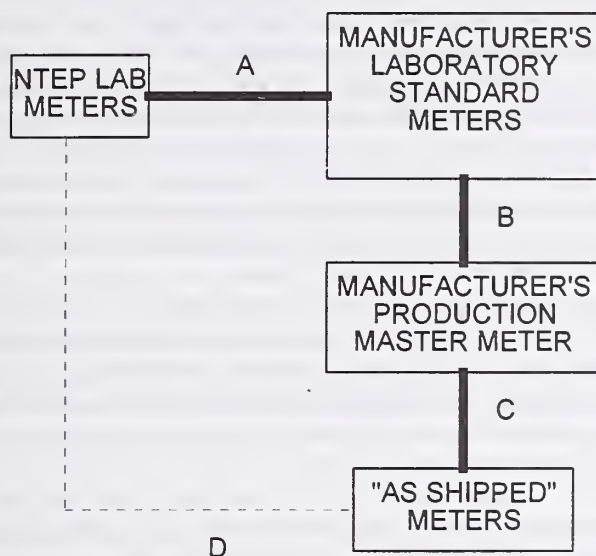 NTEP LAB
METERS
A
MANUFACTURER'S
LABORATORY
STANDARD
METERS
B
MANUFACTURER'S
PRODUCTION
MASTER METER
C
"AS SHIPPED"
METERS
D